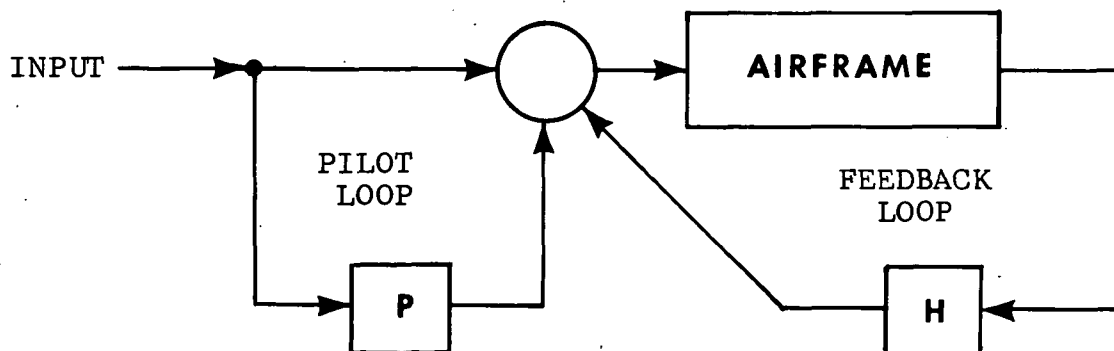 INPUT
AIRFRAME
PILOT
LOOP
FEEDBACK
LOOP
P
H